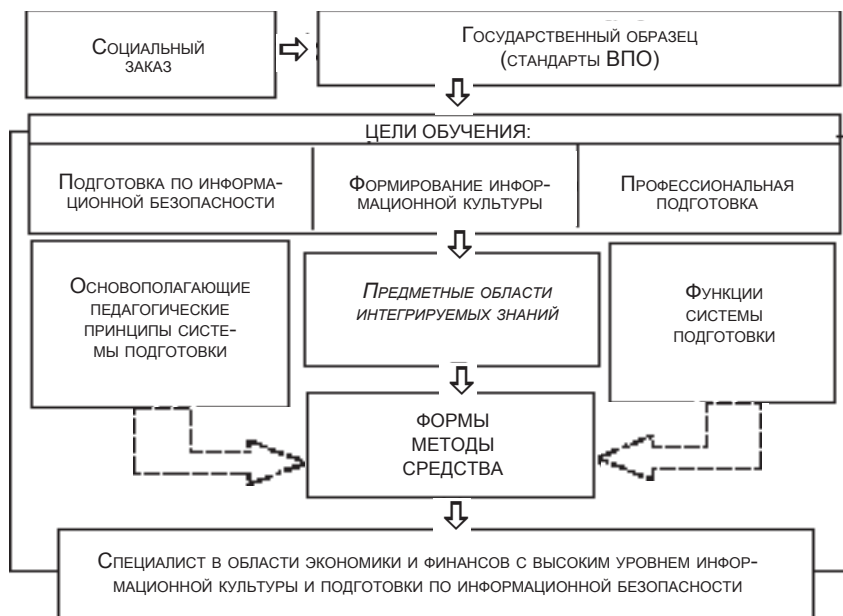 Социальный
заказ
Государственный образец
(стандарты ВПО)
ЦЕЛИ ОБУЧЕНИЯ:
Подготовка по информа-
ционной безопасности
Формирование инфор-
мационной культуры
Профессиональная
подготовка
Основополагающие
педагогические
принципы систе-
мы подготовки
Предметные области
интегрируемых знаний
Функции
системы
подготовки
ФОРМЫ
МЕТОДЫ
СРЕДСТВА
Специалист в области экономики и финансов с высоким уровнем инфор-
мационной культуры и подготовки по информационной безопасности